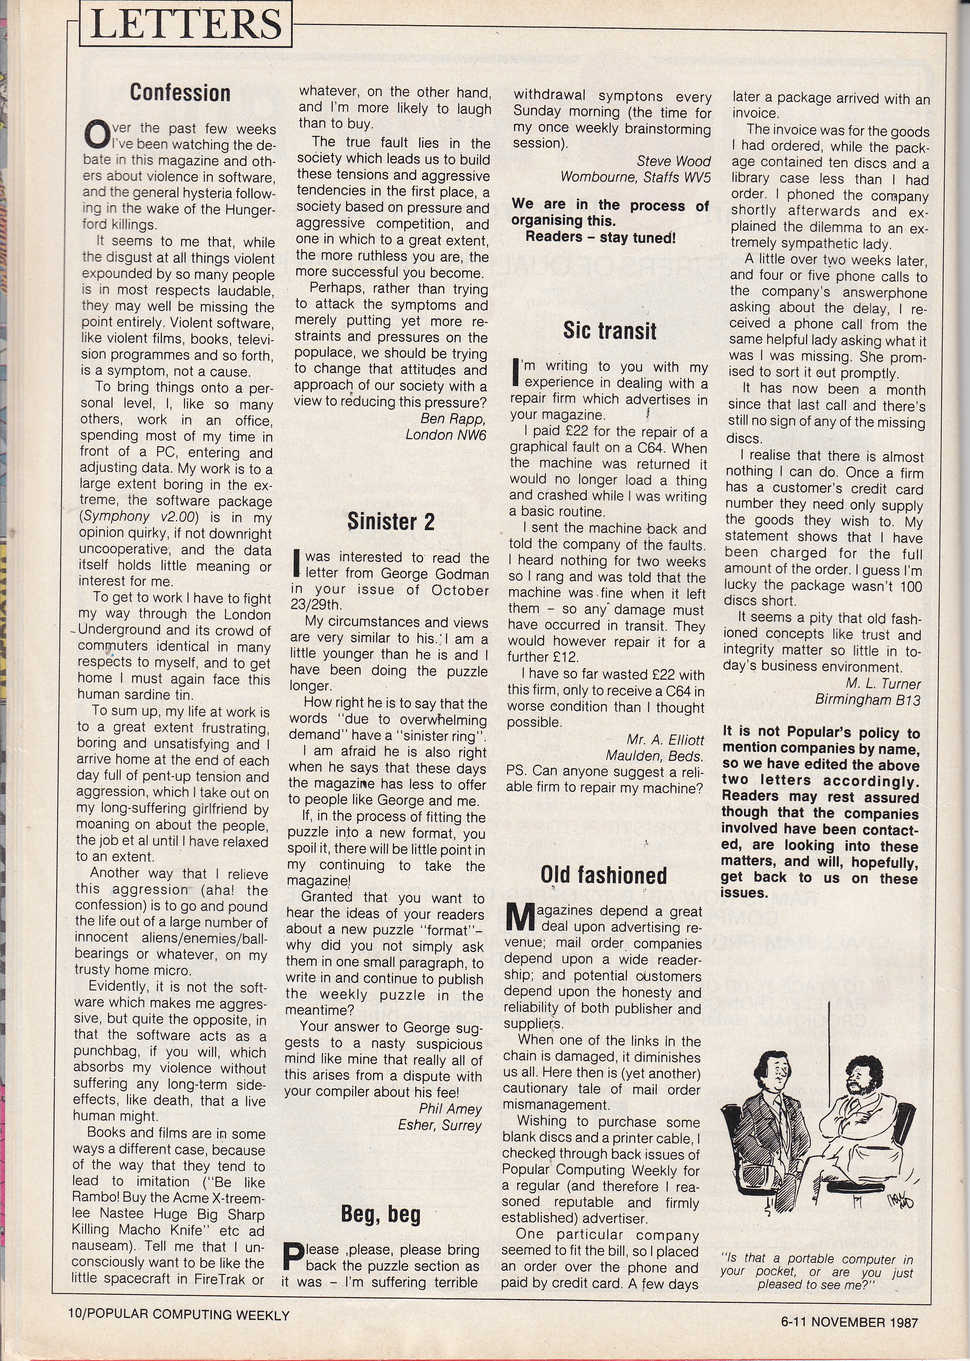 LETTERS
Confession
Over the past few weeks
I've been watching the de-
bate in this magazine and oth-
ers about violence in software,
and the general hysteria follow-
ing in the wake of the Hunger-
ford killings.
It seems to me that, while
the disgust at all things violent
expounded by so many people
is in most respects laudable,
they may well be missing the
point entirely. Violent software,
like violent films, books, televi-
sion programmes and so forth,
is a symptom, not a cause.
To bring things onto a per-
sonal level, I, like so many
others, work in an office,
spending most of my time in
front of a PC, entering and
adjusting data. My work is to a
large extent boring in the ex-
treme, the software package
(Symphony v2.00) is in my
opinion quirky, if not downright
uncooperative, and the data
itself holds little meaning or
interest for me.
To get to work I have to fight
my way through the London
Underground and its crowd of
commuters identical in many
respects to myself, and to get
home I must again face this
human sardine tin.
To sum up, my life at work is
to a great extent frustrating,
boring and unsatisfying and I
arrive home at the end of each
day full of pent-up tension and
aggression, which I take out on
my long-suffering girlfriend by
moaning on about the people,
the job et al until I have relaxed
to an extent.
Another way that I relieve
this aggression (aha! the
confession) is to go and pound
the life out of a large number of
innocent aliens/enemies/ball-
bearings or whatever, on my
trusty home micro.
Evidently, it is not the soft-
ware which makes me aggres-
sive, but quite the opposite, in
that the software acts as a
punchbag, if you will, which
absorbs my violence without
suffering any long-term side-
effects, like death, that a live
human might.
Books and films are in some
ways a different case, because
of the way that they tend to
lead to imitation ("Be like
Rambo! Buy the Acme X-treem-
lee Nastee Huge Big Sharp
Killing Macho Knife" etc ad
nauseam). Tell me that I un-
consciously want to be like the
little spacecraft in FireTrak or
whatever, on the other hand,
and I'm more likely to laugh
than to buy.
The true fault lies in the
society which leads us to build
these tensions and aggressive
tendencies in the first place, a
society based on pressure and
aggressive competition, and
one in which to a great extent,
the more ruthless you are, the
more successful you become.
Perhaps, rather than trying
to attack the symptoms and
merely putting yet more re-
straints and pressures on the
populace, we should be trying
to change that attitudes and
approach of our society with a
view to reducing this pressure?
Ben Rapp,
London NW6
Sinister 2
I was interested to read the
letter from George Godman
in your issue of October
23/29th.
My circumstances and views
are very similar to his. I am a
little younger than he is and I
have been doing the puzzle
longer.
How right he is to say that the
words "due to overwhelming
demand" have a "sinister ring".
I am afraid he is also right
when he says that these days
the magazine has less to offer
to people like George and me.
If, in the process of fitting the
puzzle into a new format, you
spoil it, there will be little point in
my continuing to take the
magazine!
Granted that you want to
hear the ideas of your readers
about a new puzzle "format"–
why did you not simply ask
them in one small paragraph, to
write in and continue to publish
the weekly puzzle in the
meantime?
Your answer to George sug-
gests to a nasty suspicious
mind like mine that really all of
this arises from a dispute with
your compiler about his fee!
Phil Amey
Esher, Surrey
Beg, beg
Please ,please, please bring
back the puzzle section as
it was – I'm suffering terrible
withdrawal symptons every
Sunday morning (the time for
my once weekly brainstorming
session).
Steve Wood
Wombourne, Staffs WV5
We are in the process of
organising this.
Readers – stay tuned!
Sic transit
I'm writing to you with my
experience in dealing with a
repair firm which advertises in
your magazine.
I paid £22 for the repair of a
graphical fault on a C64. When
the machine was returned it
would no longer load a thing
and crashed while I was writing
a basic routine.
I sent the machine back and
told the company of the faults.
I heard nothing for two weeks
so I rang and was told that the
machine was fine when it left
them – so any damage must
have occurred in transit. They
would however repair it for a
further £12.
I have so far wasted £22 with
this firm, only to receive a C64 in
worse condition than I thought
possible.
Mr. A. Elliott
Maulden, Beds.
PS. Can anyone suggest a reli-
able firm to repair my machine?
Old fashioned
Magazines depend a great
deal upon advertising re-
venue; mail order companies
depend upon a wide reader-
ship; and potential customers
depend upon the honesty and
reliability of both publisher and
suppliers.
When one of the links in the
chain is damaged, it diminishes
us all. Here then is (yet another)
cautionary tale of mail order
mismanagement.
Wishing to purchase some
blank discs and a printer cable, I
checked through back issues of
Popular Computing Weekly for
a regular (and therefore I rea-
soned reputable and firmly
established) advertiser.
One particular company
seemed to fit the bill, so I placed
an order over the phone and
paid by credit card. A few days
later a package arrived with an
invoice.
The invoice was for the goods
I had ordered, while the pack-
age contained ten discs and a
library case less than I had
order. I phoned the company
shortly afterwards and ex-
plained the dilemma to an ex-
tremely sympathetic lady.
A little over two weeks later,
and four or five phone calls to
the company's answerphone
asking about the delay, I re-
ceived a phone call from the
same helpful lady asking what it
was I was missing. She prom-
ised to sort it out promptly.
It has now been a month
since that last call and there's
still no sign of any of the missing
discs.
I realise that there is almost
nothing I can do. Once a firm
has a customer's credit card
number they need only supply
the goods they wish to. My
statement shows that I have
been charged for the full
amount of the order. I guess I'm
lucky the package wasn't 100
discs short.
It seems a pity that old fash-
ioned concepts like trust and
integrity matter so little in to-
day's business environment.
M. L. Turner
Birmingham B13
It is not Popular's policy to
mention companies by name,
so we have edited the above
two letters accordingly.
Readers may rest assured
though that the companies
involved have been contact-
ed, are looking into these
matters, and will, hopefully,
get back to us on these
issues.
"Is that a portable computer in
your pocket, or are you just
pleased to see me?"
10/POPULAR COMPUTING WEEKLY
6-11 NOVEMBER 1987